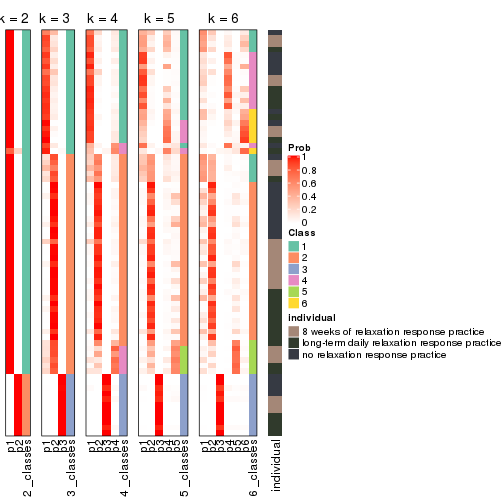 k = 2
k = 3
k = 4
k = 5
k = 6
p1
p2
2_classes
p1
p2
p3
3_classes
p1
p2
p3
p4
4_classes
p1
p2
p3
p4
p5
5_classes
p1
p2
p3
p4
p5
p6
6_classes
individual
Prob
1
0.8
0.6
0.4
0.2
0
Class
1
2
3
4
5
6
individual
8 weeks of relaxation response practice
long-term daily relaxation response practice
no relaxation response practice